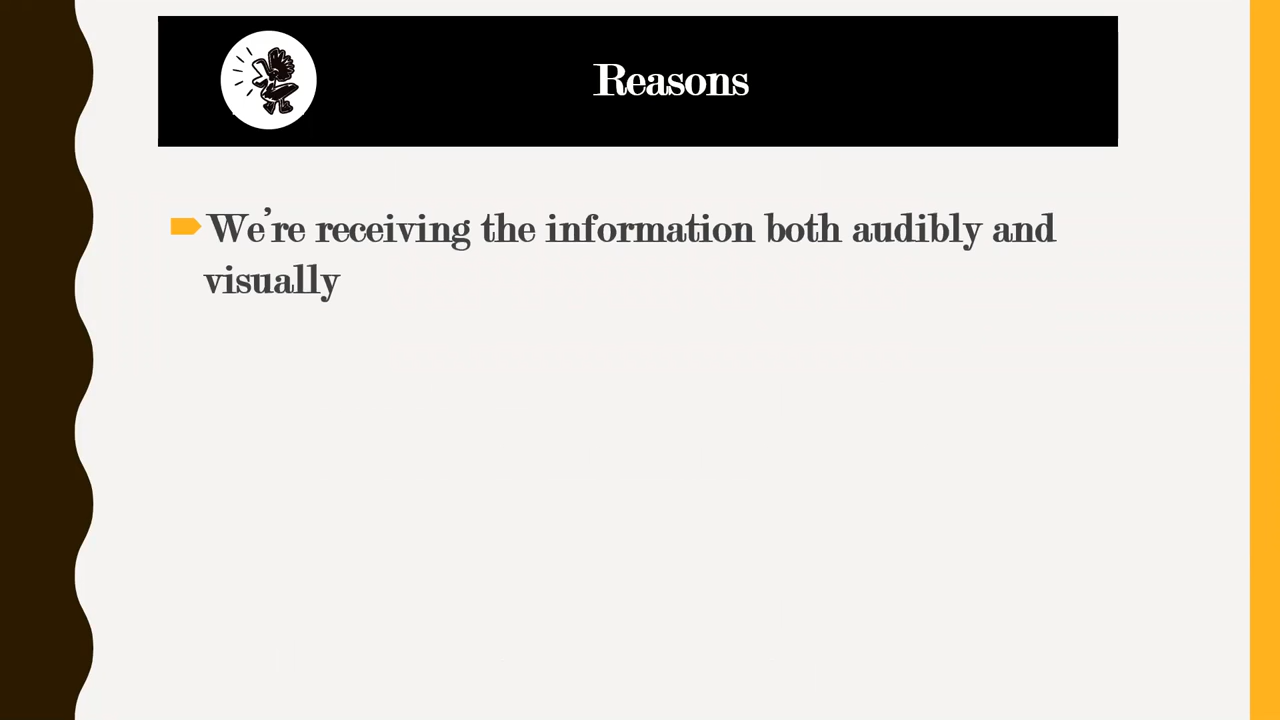 Reasons
We’re receiving the information both audibly and
visually